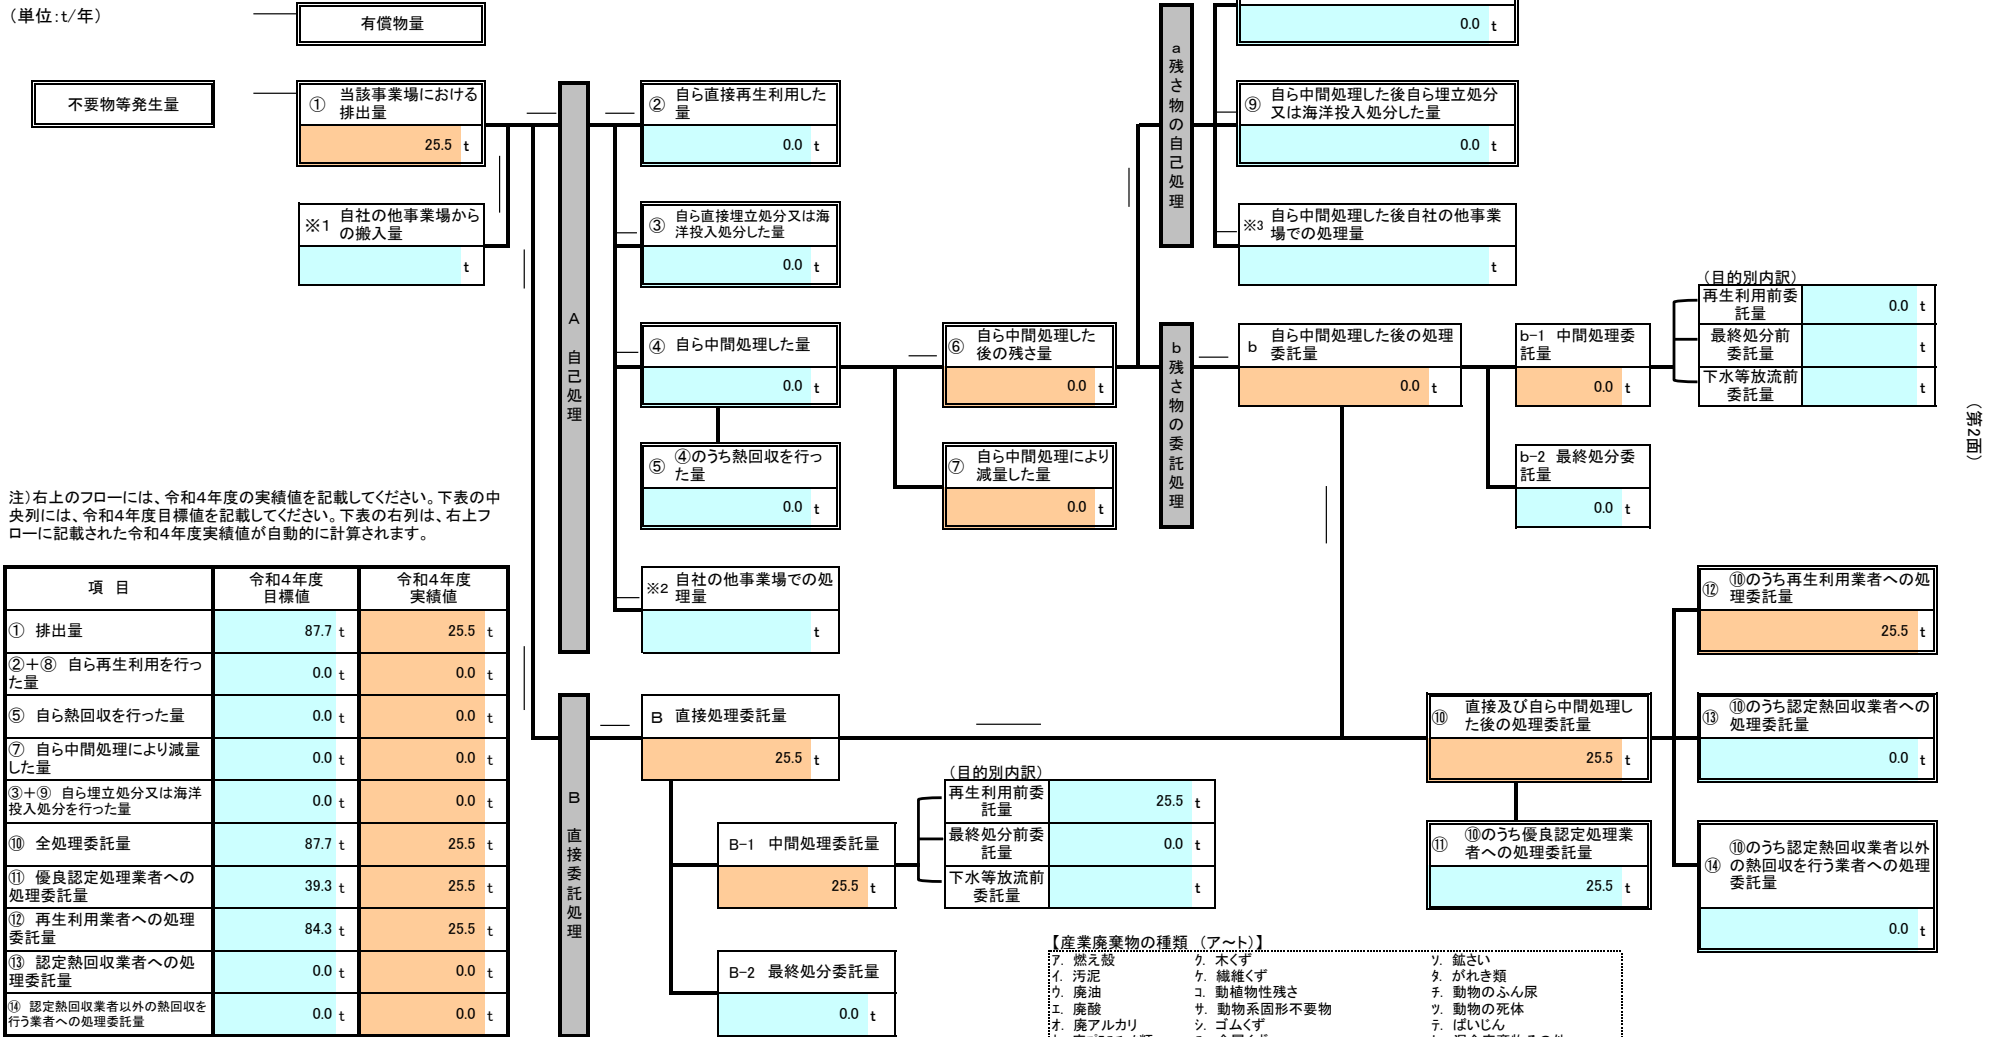 (単位:t/年)
有償物量
0.0 t
不要物等発生量
① 当該事業場における
排出量
25.5 t
※1 自社の他事業場から
の搬入量
t
A 自己処理
② 自ら直接再生利用した
量
0.0 t
③ 自ら直接埋立処分又は海
洋投入処分した量
0.0 t
④ 自ら中間処理した量
0.0 t
⑤ ④のうち熱回収を行っ
た量
0.0 t
※2 自社の他事業場での処
理量
t
⑥ 自ら中間処理した
後の残さ量
0.0 t
⑦ 自ら中間処理により
減量した量
0.0 t
a 残さ物の自己処理
⑨ 自ら中間処理した後自ら埋立処分
又は海洋投入処分した量
0.0 t
※3 自ら中間処理した後自社の他事業
場での処理量
t
b 残さ物の委託処理
b 自ら中間処理した後の処理
委託量
0.0 t
b-1 中間処理委
託量
0.0 t
b-2 最終処分委
託量
0.0 t
(目的別内訳)
再生利用前委
託量
0.0 t
最終処分前
委託量
t
下水等放流前
委託量
t
(第2面)
注)右上のフローには、令和4年度の実績値を記載してください。下表の中
央列には、令和4年度目標値を記載してください。下表の右列は、右上フ
ローに記載された令和4年度実績値が自動的に計算されます。
項 目
令和4年度
目標値
令和4年度
実績値
① 排出量 87.7 t 25.5 t
②+⑧ 自ら再生利用を行っ
た量
0.0 t 0.0 t
⑤ 自ら熱回収を行った量 0.0 t 0.0 t
⑦ 自ら中間処理により減量
した量
0.0 t 0.0 t
③+⑨ 自ら埋立処分又は海洋
投入処分を行った量
0.0 t 0.0 t
⑩ 全処理委託量 87.7 t 25.5 t
⑪ 優良認定処理業者への
処理委託量
39.3 t 25.5 t
⑫ 再生利用業者への処理
委託量
84.3 t 25.5 t
⑬ 認定熱回収業者への処
理委託量
0.0 t 0.0 t
⑭ 認定熱回収業者以外の熱回収を
行う業者への処理委託量
0.0 t 0.0 t
B 直接委託処理
B 直接処理委託量
25.5 t
B-1 中間処理委託量
25.5 t
B-2 最終処分委託量
0.0 t
(目的別内訳)
再生利用前委
託量
25.5 t
最終処分前委
託量
0.0 t
下水等放流前
委託量
t
⑩ 直接及び自ら中間処理し
た後の処理委託量
25.5 t
⑪ ⑩のうち優良認定処理業
者への処理委託量
25.5 t
⑫ ⑩のうち再生利用業者への処
理委託量
25.5 t
⑬ ⑩のうち認定熱回収業者への
処理委託量
0.0 t
⑭ ⑩のうち認定熱回収業者以外
の熱回収を行う業者への処理
委託量
0.0 t
【産業廃棄物の種類 (ア~ト)】
ア. 燃え殻 ク. 木くず ソ. 鉱さい
イ. 汚泥 ケ. 繊維くず タ. がれき類
ウ. 廃油 コ. 動植物性残さ チ. 動物のふん尿
エ. 廃酸 サ. 動物系固形不要物 ツ. 動物の死体
オ. 廃アルカリ シ. ゴムくず テ. ばいじん